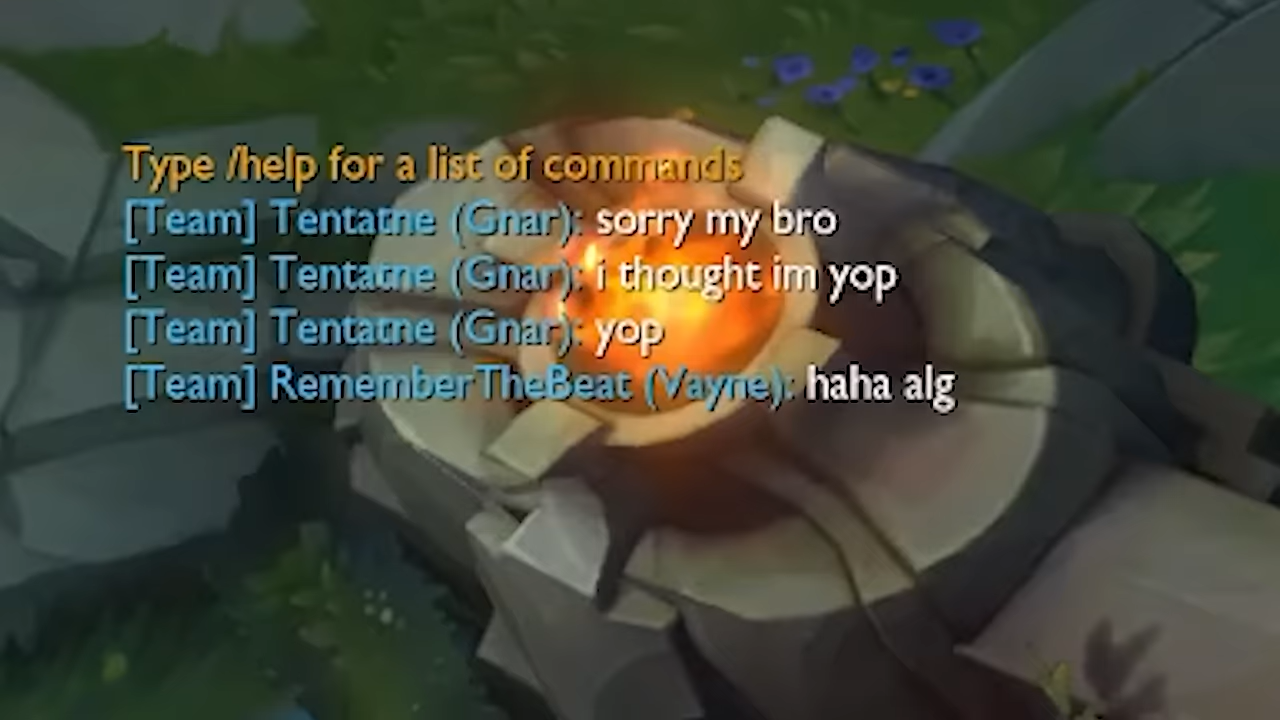 Type /help for a list of commands
[Team] Tentatne (Gnar): sorry my bro
[Team] Tentatne (Gnar): i thought im yop
[Team] Tentatne (Gnar): yop
[Team] RememberTheBeat (Vayne): haha alg